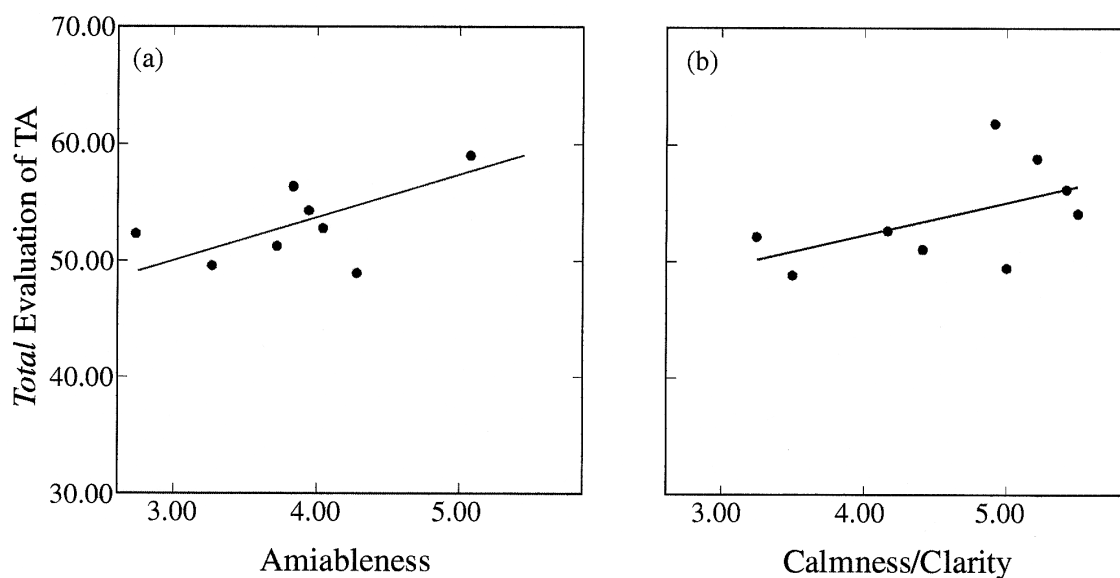 70.00
60.00
50.00
40.00
30.00
Total Evaluation of TA
(a)
3.00 4.00 5.00
Amiableness
(b)
3.00 4.00 5.00
Calmness/Clarity